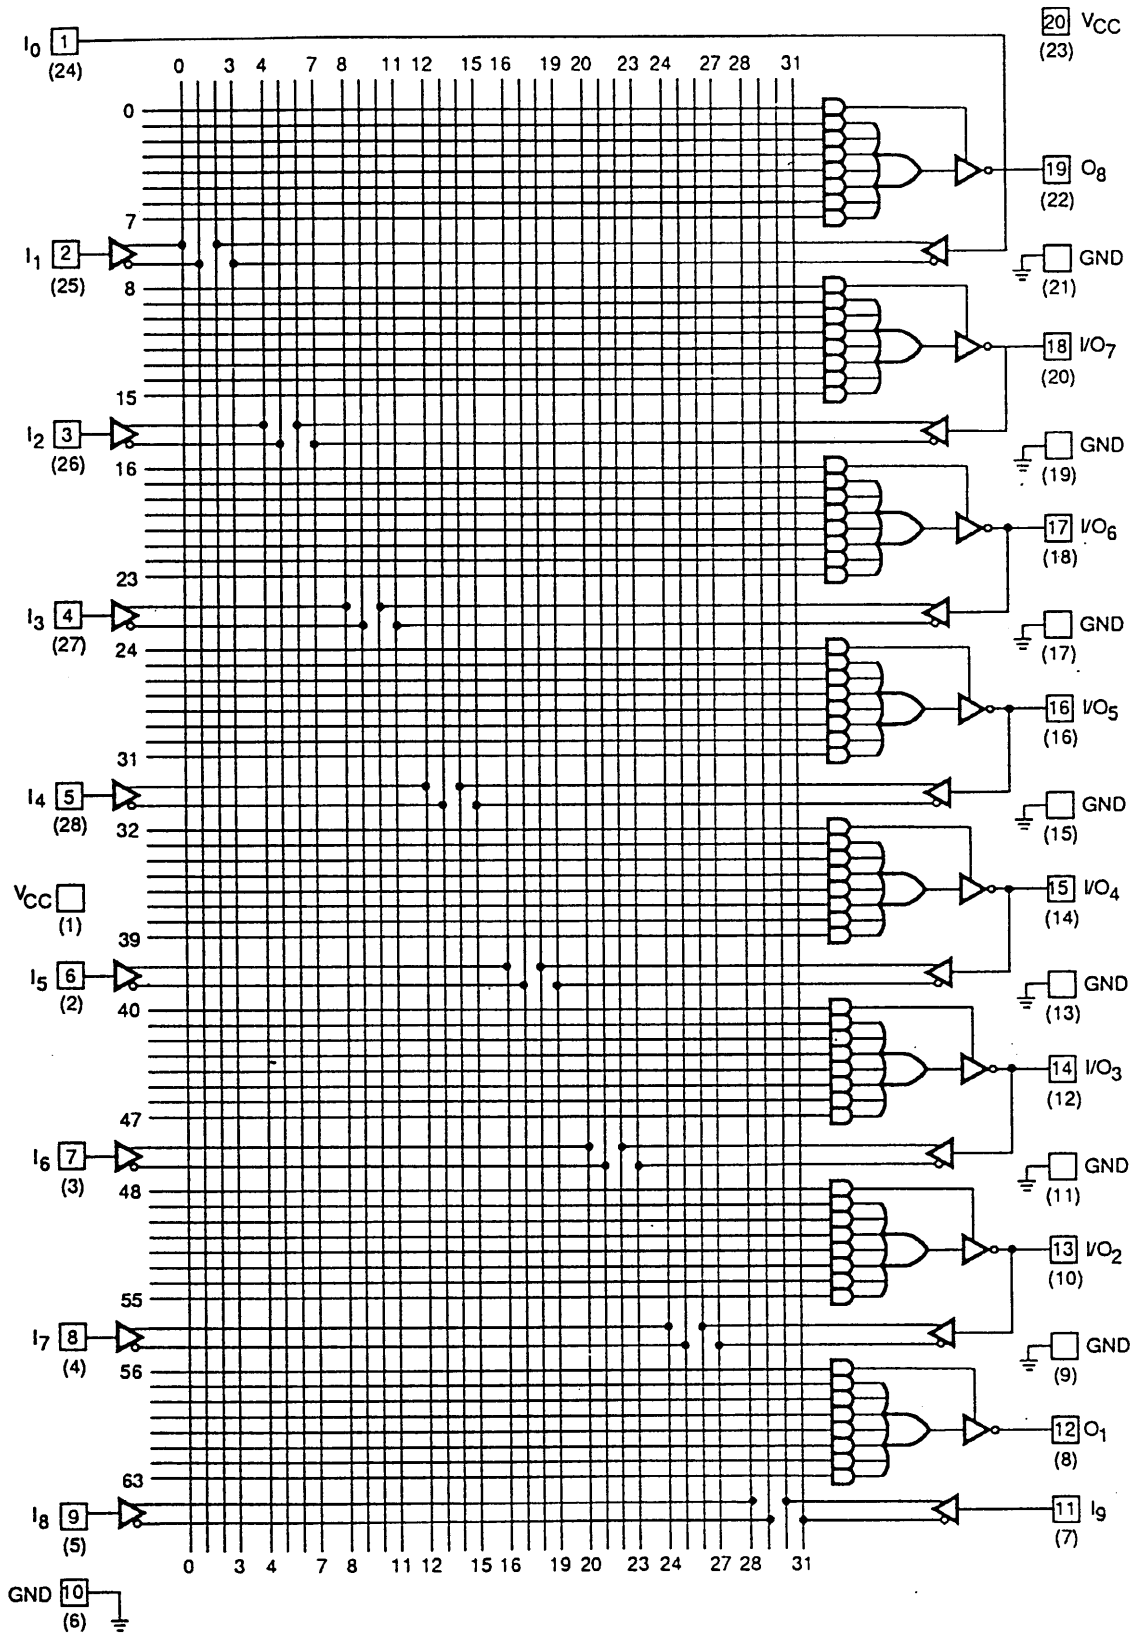 I0 1
(24)
20 VCC
(23)
0 3 4 7 8 11 12 15 16 19 20 23 24 27 28 31
0
19 O8
(22)
7
I1 2
(25)
GND
(21)
8
18 I/O7
(20)
15
I2 3
(26)
GND
(19)
16
17 I/O6
(18)
23
I3 4
(27)
GND
(17)
24
16 I/O5
(16)
31
I4 5
(28)
GND
(15)
32
15 I/O4
(14)
VCC
(1)
39
I5 6
(2)
GND
(13)
40
14 I/O3
(12)
47
I6 7
(3)
GND
(11)
48
13 I/O2
(10)
55
I7 8
(4)
GND
(9)
56
12 O1
(8)
63
I8 9
(5)
11 I9
(7)
0 3 4 7 8 11 12 15 16 19 20 23 24 27 28 31
GND 10
(6)